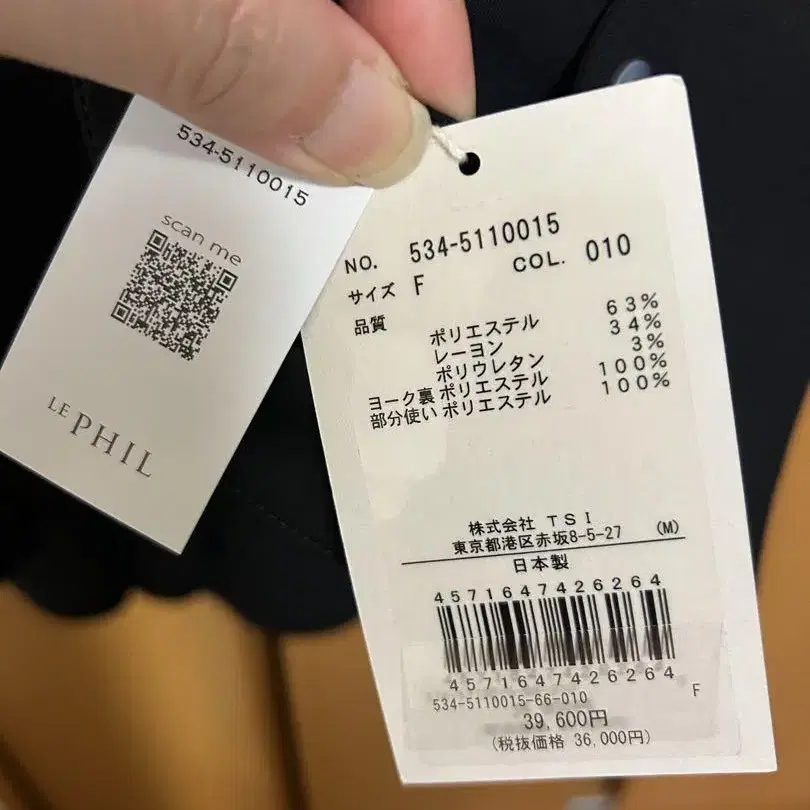 534-5110015
scan me
LE PHIL
NO. 534-5110015
COL. 010
サイズ F
品質
ポリエステル 63%
レーヨン 34%
ポリウレタン 3%
ヨーク裏 ポリエステル 100%
部分使い ポリエステル 100%
株式会社 TSI
東京都港区赤坂8-5-27 (M)
日本製
4571647426264
4571647426264
534-5110015-66-010 F
39,600円
(税抜価格 36,000円)